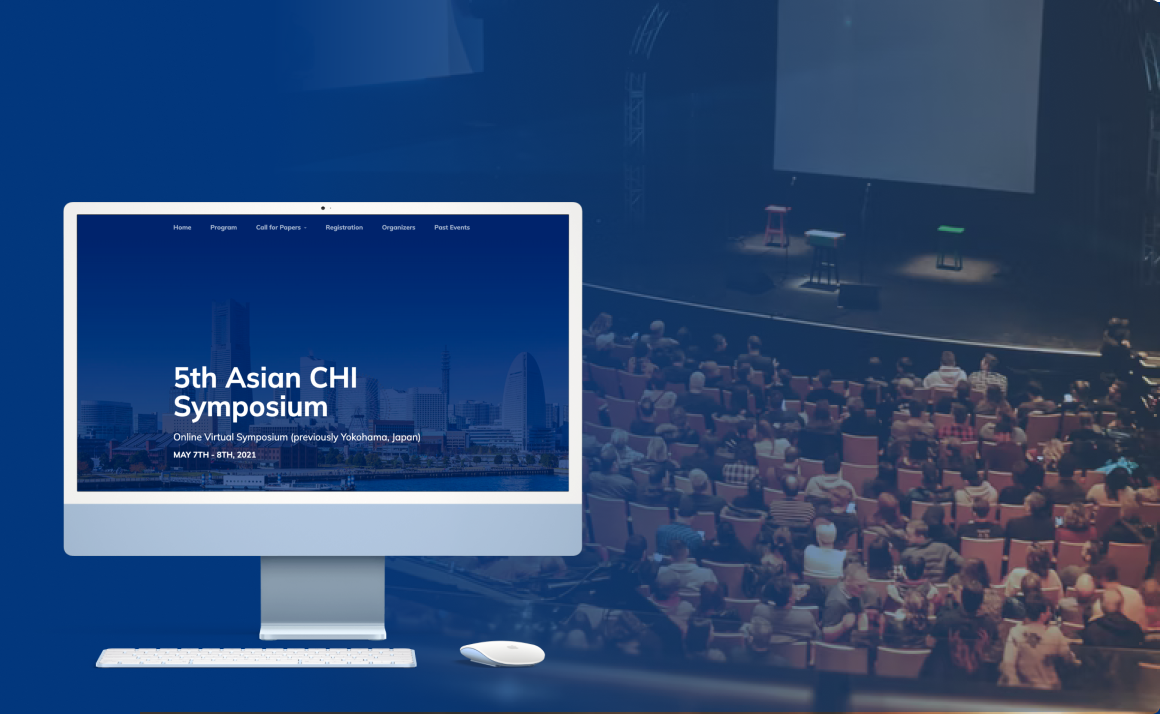 Home Program Call for Papers Registration Organizers Past Events
5th Asian CHI
Symposium
Online Virtual Symposium (previously Yokohama, Japan)
MAY 7TH - 8TH, 2021